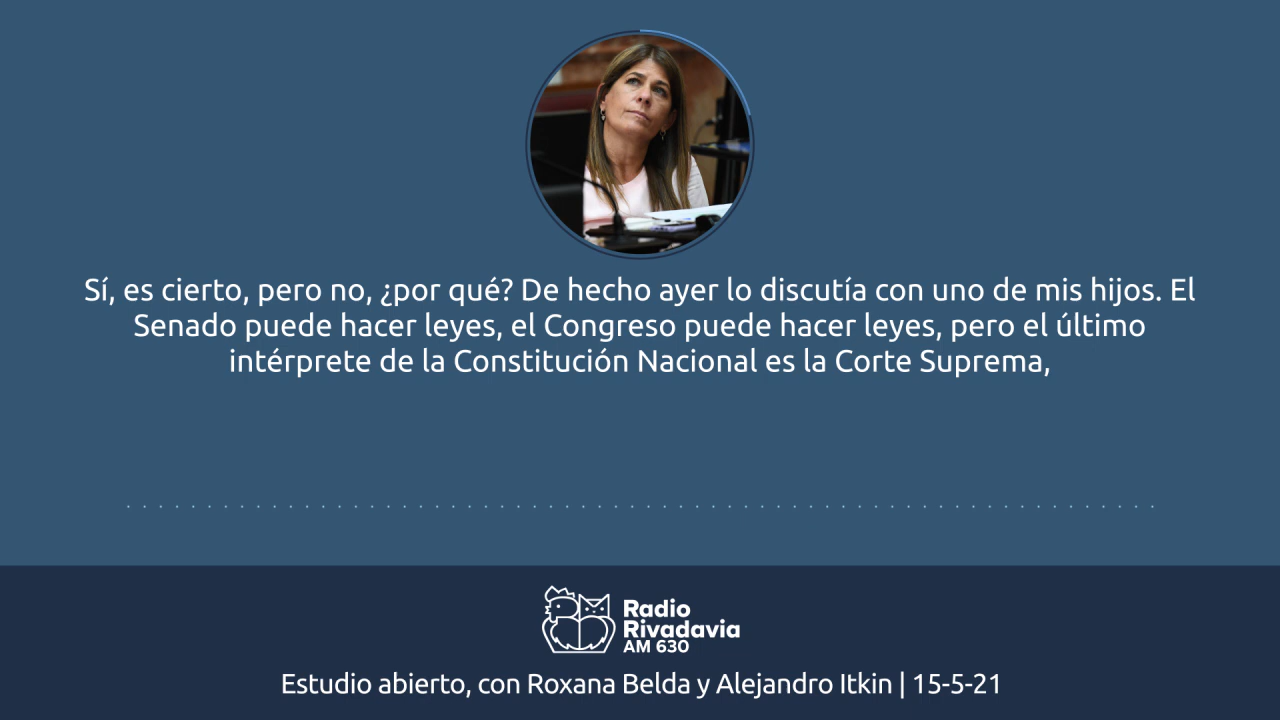 Sí, es cierto, pero no, ¿por qué? De hecho ayer lo discutía con uno de mis hijos. El
Senado puede hacer leyes, el Congreso puede hacer leyes, pero el último
intérprete de la Constitución Nacional es la Corte Suprema,
Radio
Rivadavia
AM 630
Estudio abierto, con Roxana Belda y Alejandro Itkin | 15-5-21